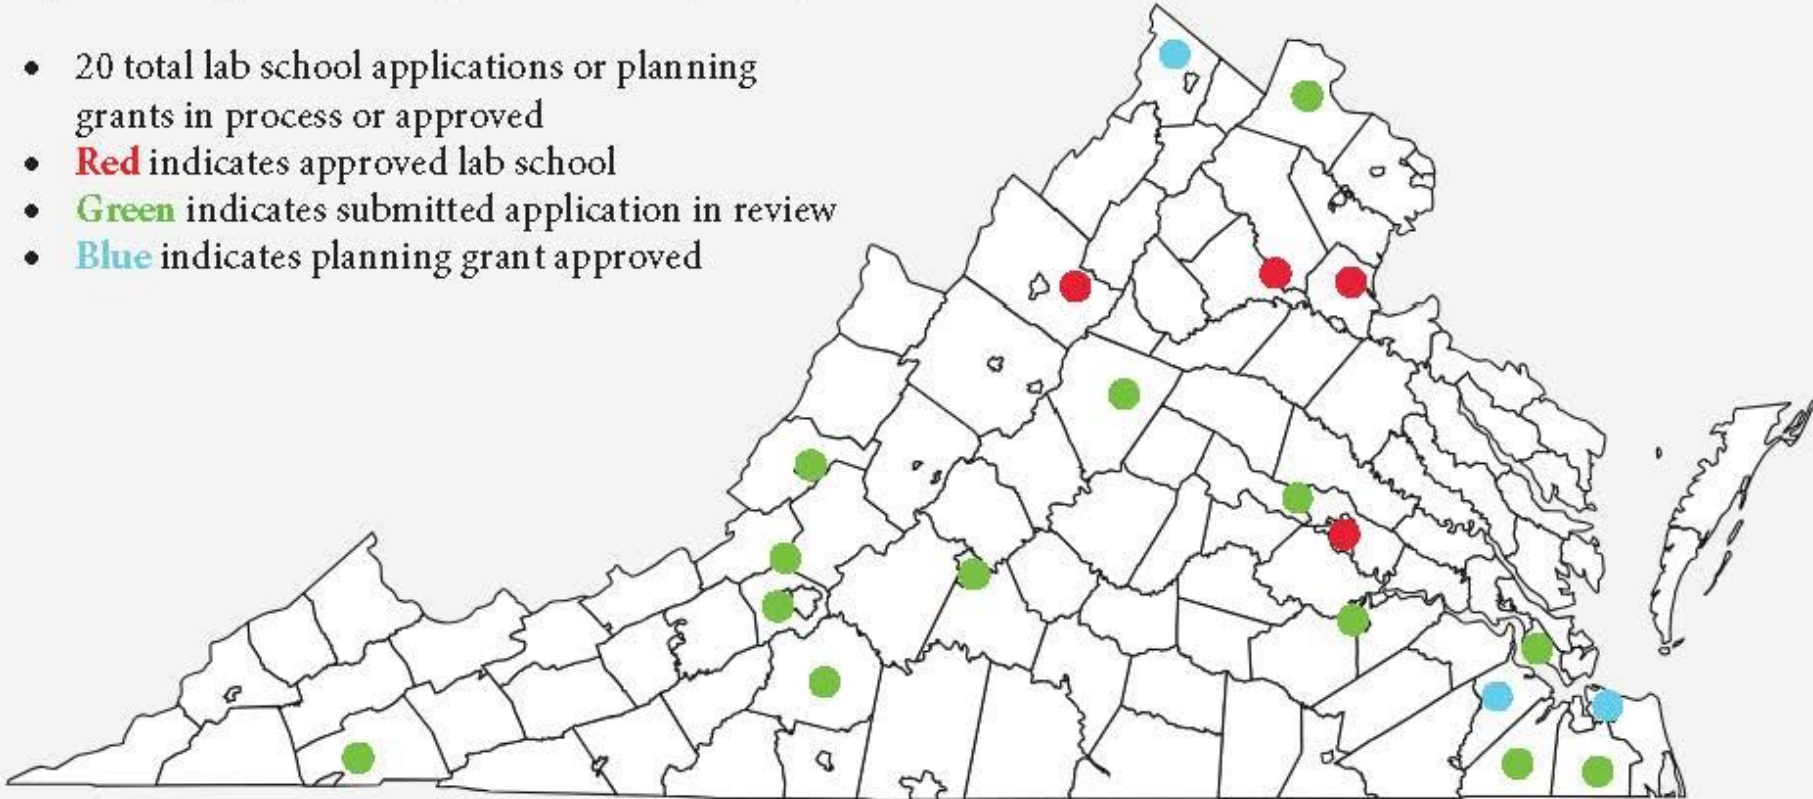 • 20 total lab school applications or planning
grants in process or approved
• Red indicates approved lab school
• Green indicates submitted application in review
• Blue indicates planning grant approved